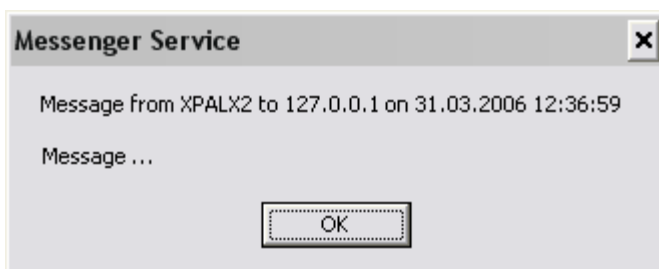 Messenger Service
Message from XPALX2 to 127.0.0.1 on 31.03.2006 12:36:59
Message ...
OK